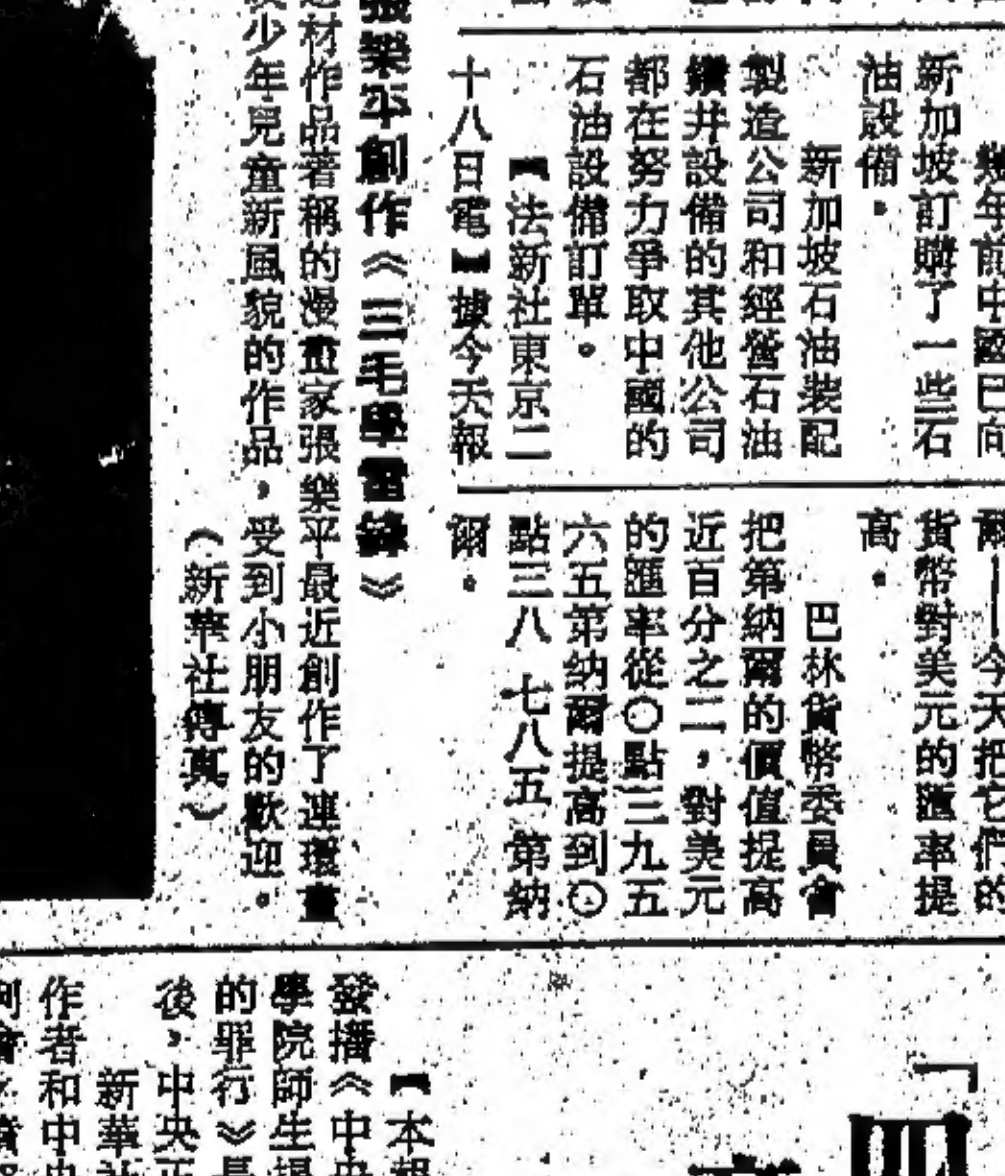 幾年前中國已向
新加坡訂購了一些石
油設備。
新加坡石油裝配
製造公司和經營石油
鑽井設備的其他公司
都在努力爭取中國的
石油設備訂單。
【法新社東京二
十八日電】據今天報
爾——今天把它們的
貨幣對美元的匯率提
高。
巴林貨幣委員會
把第納爾的價值提高
近百分之二，對美元
的匯率從〇點三九五
六五第納爾提高到〇
點三八七八五第納
爾。
張樂平創作《三毛學雷鋒》
材作品著稱的漫畫家張樂平最近創作了連環畫
少年兒童新風貌的作品，受到小朋友的歡迎。
（新華社傳真）
【本報
發播《中央
學院師生
的罪行》長
後，中央
新華社
作者和中